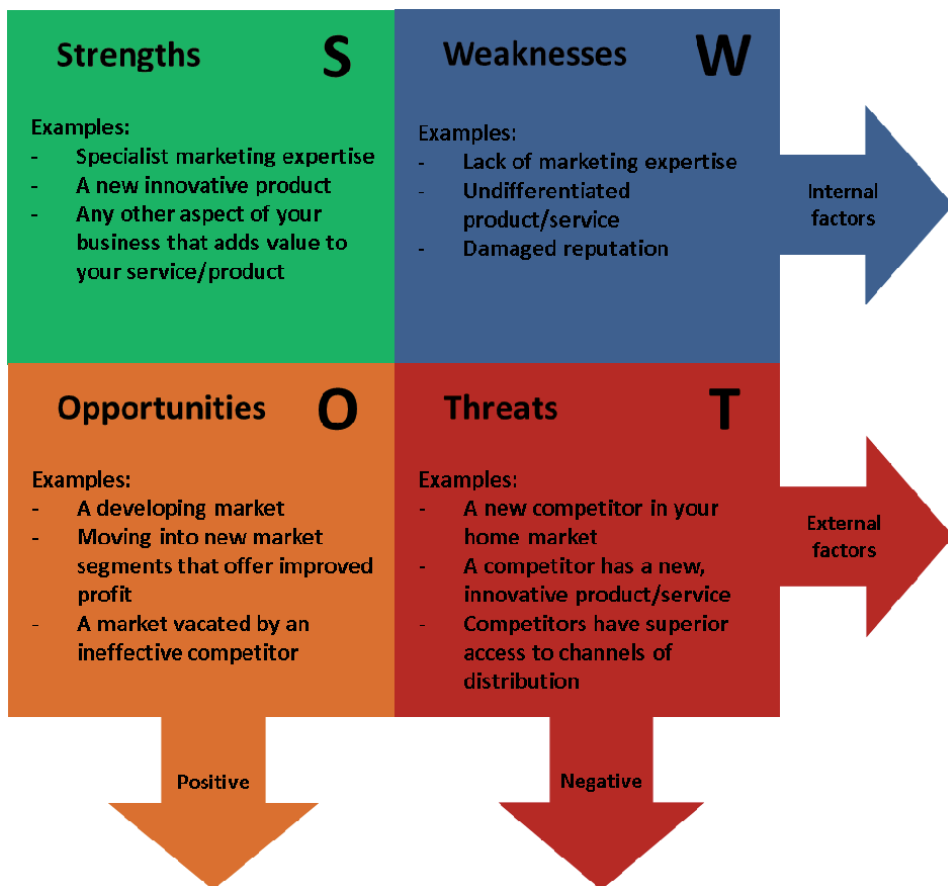 Strengths S
Examples:
- Specialist marketing expertise
- A new innovative product
- Any other aspect of your
business that adds value to
your service/product
Weaknesses W
Examples:
- Lack of marketing expertise
- Undifferentiated
product/service
- Damaged reputation
Internal
factors
Opportunities O
Examples:
- A developing market
- Moving into new market
segments that offer improved
profit
- A market vacated by an
ineffective competitor
Threats T
Examples:
- A new competitor in your
home market
- A competitor has a new,
innovative product/service
- Competitors have superior
access to channels of
distribution
External
factors
Positive
Negative